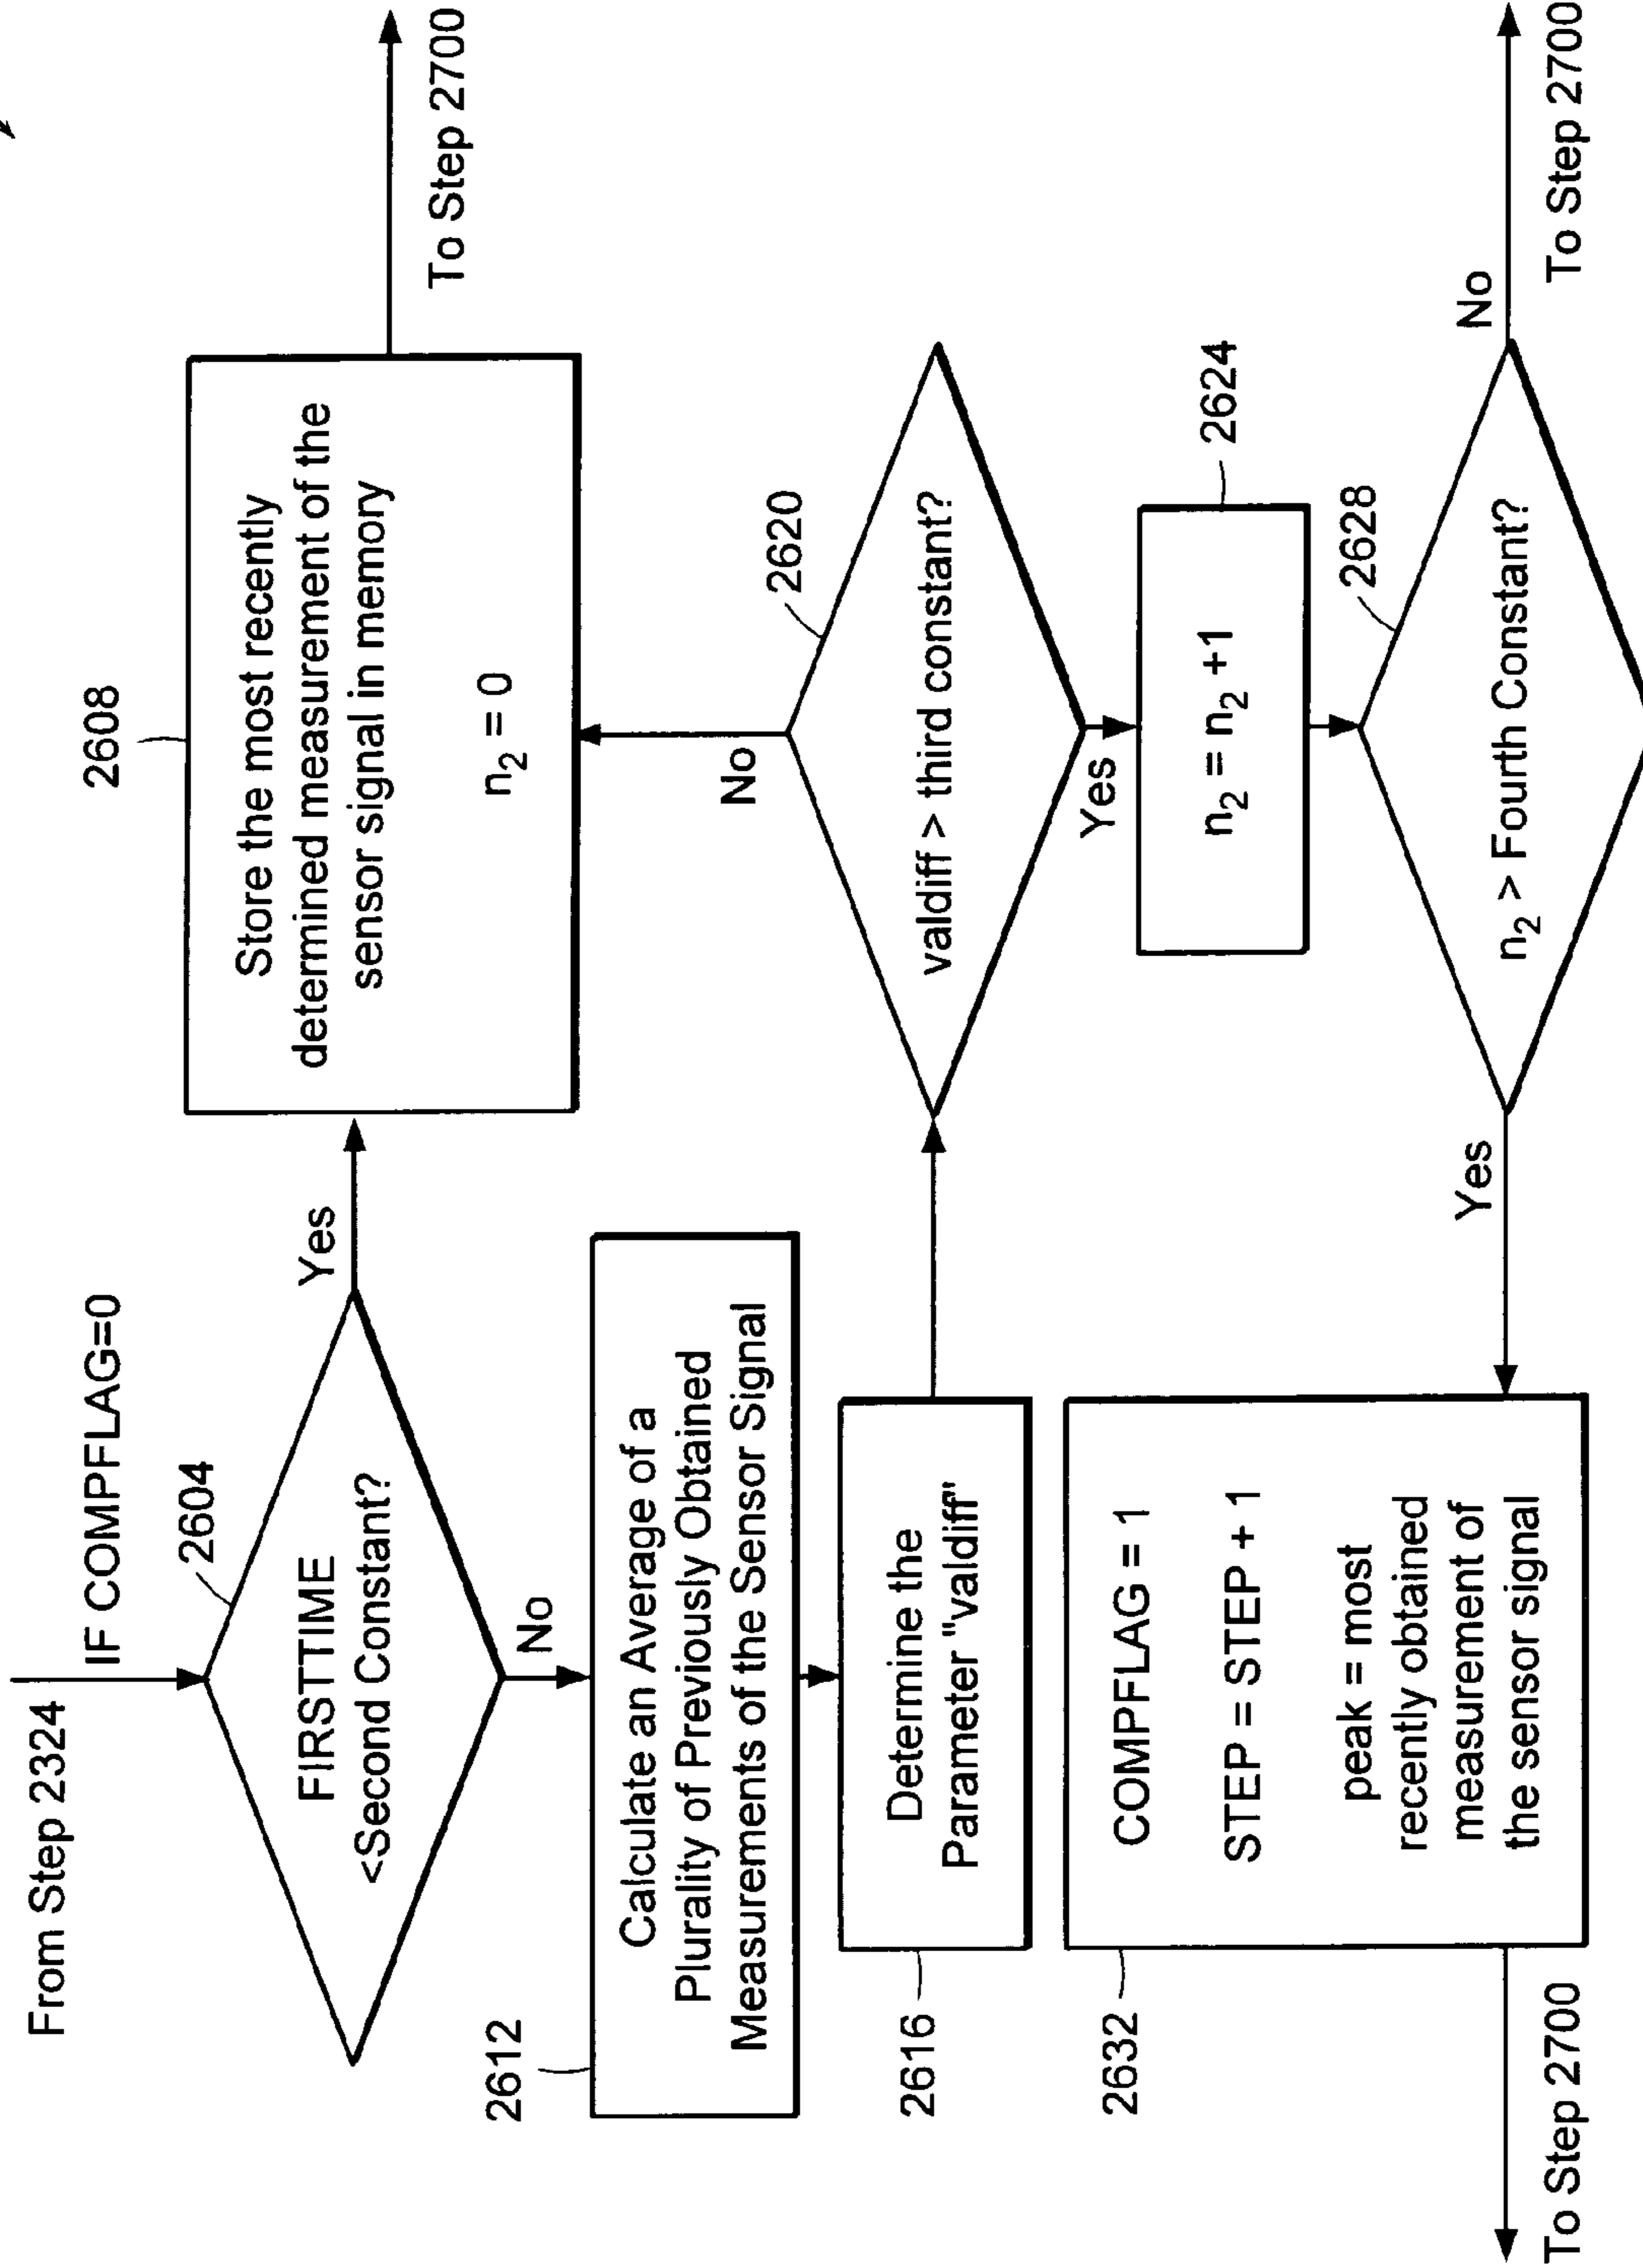 From Step 2324
IF COMPFLAG=0
2604
FIRSTTIME
<Second Constant?
Yes
No
2608
Store the most recently
determined measurement of the
sensor signal in memory
n₂ = 0
To Step 2700
2612
Calculate an Average of a
Plurality of Previously Obtained
Measurements of the Sensor Signal
2616
Determine the
Parameter "valdiff"
2620
valdiff > third constant?
No
Yes
2624
n₂ = n₂ +1
2628
n₂ > Fourth Constant?
No
To Step 2700
Yes
2632
COMPFLAG = 1
STEP = STEP + 1
peak = most
recently obtained
measurement of
the sensor signal
To Step 2700